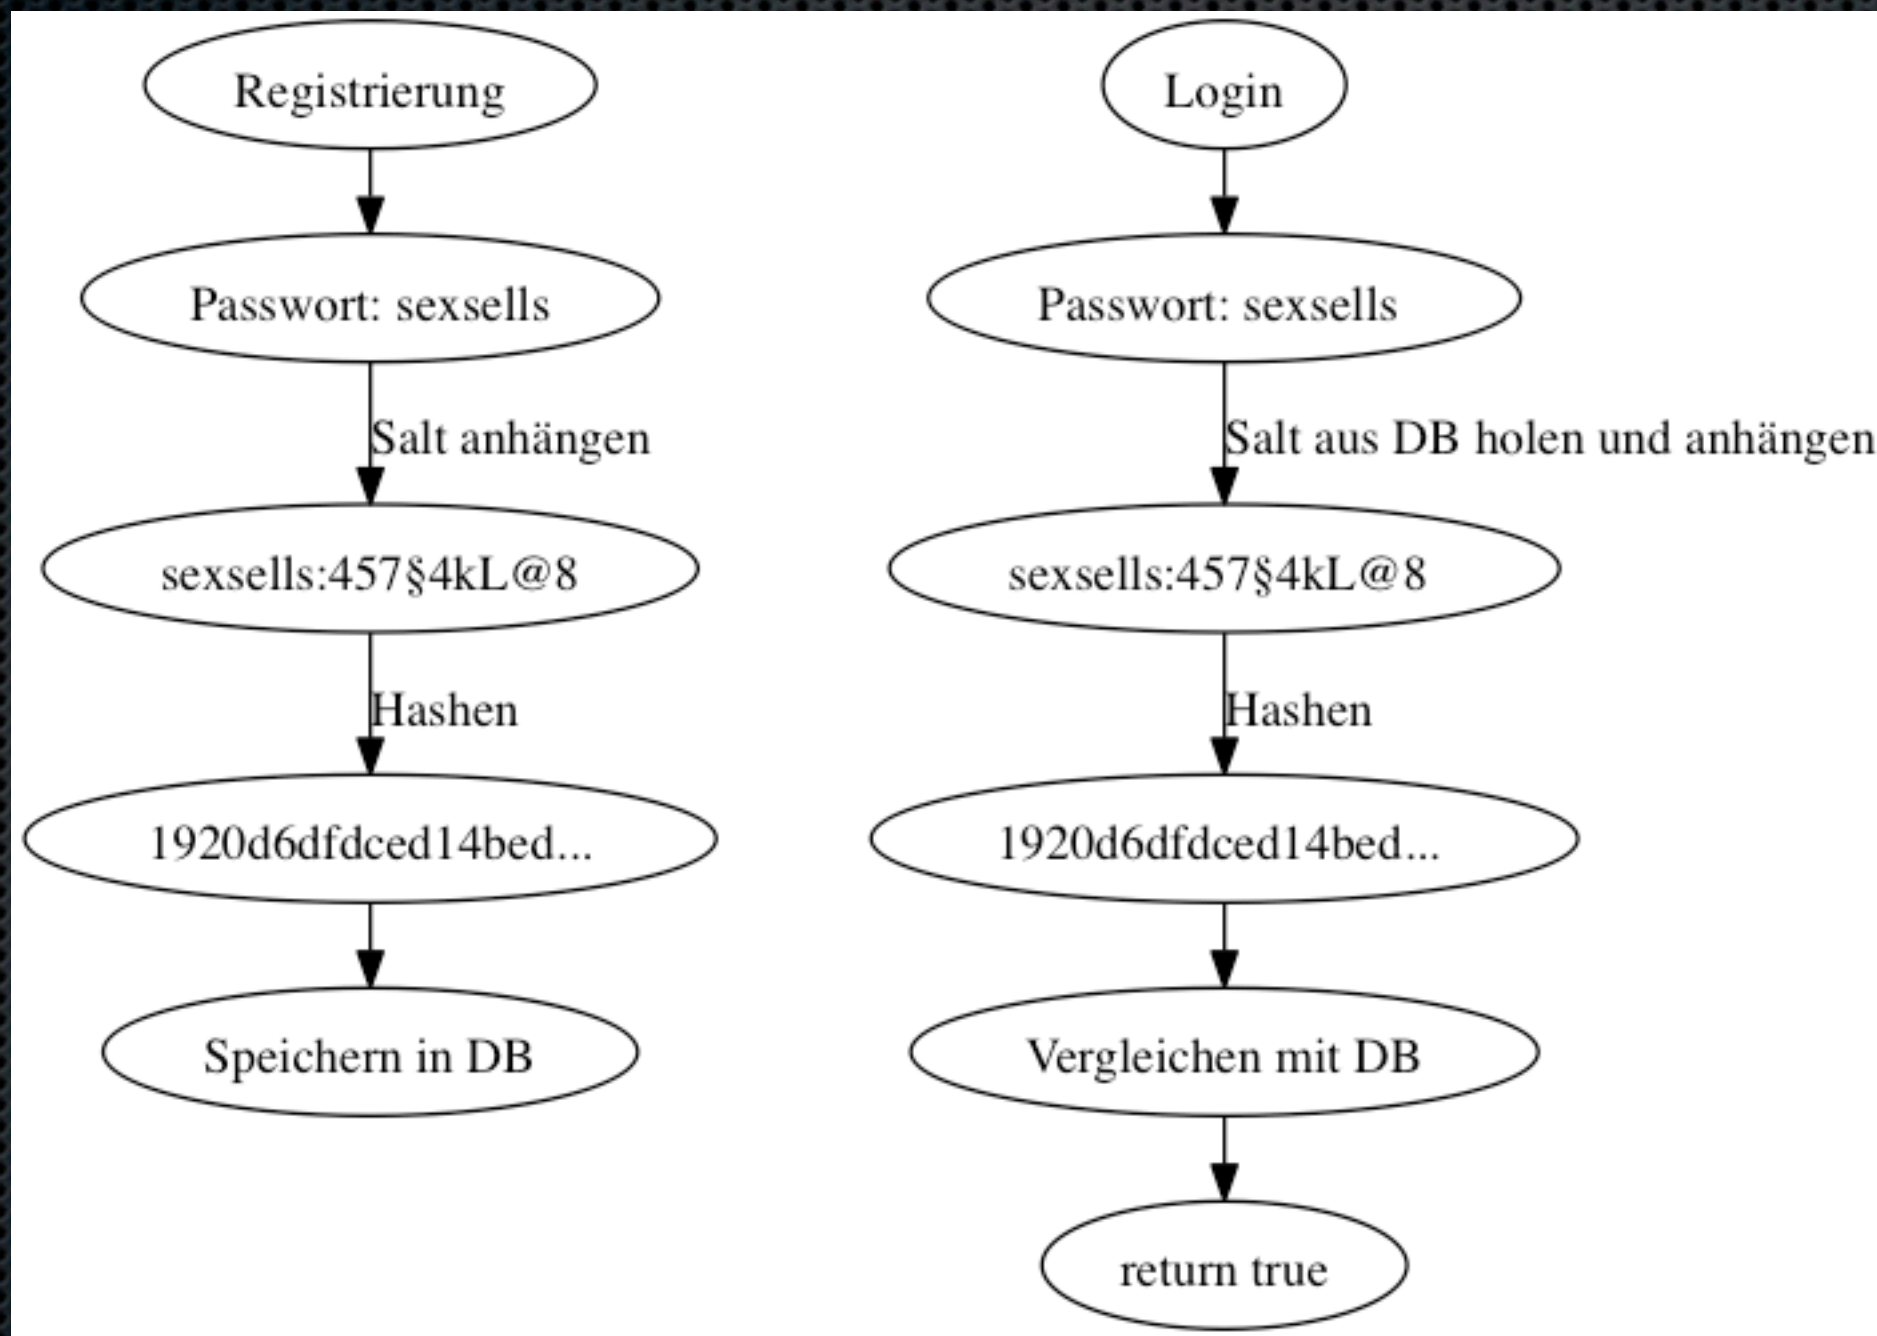 Registrierung
Passwort: sexsells
Salt anhängen
sexsells:457§4kL@8
Hashen
1920d6dfdced14bed...
Speichern in DB
Login
Passwort: sexsells
Salt aus DB holen und anhängen
sexsells:457§4kL@8
Hashen
1920d6dfdced14bed...
Vergleichen mit DB
return true